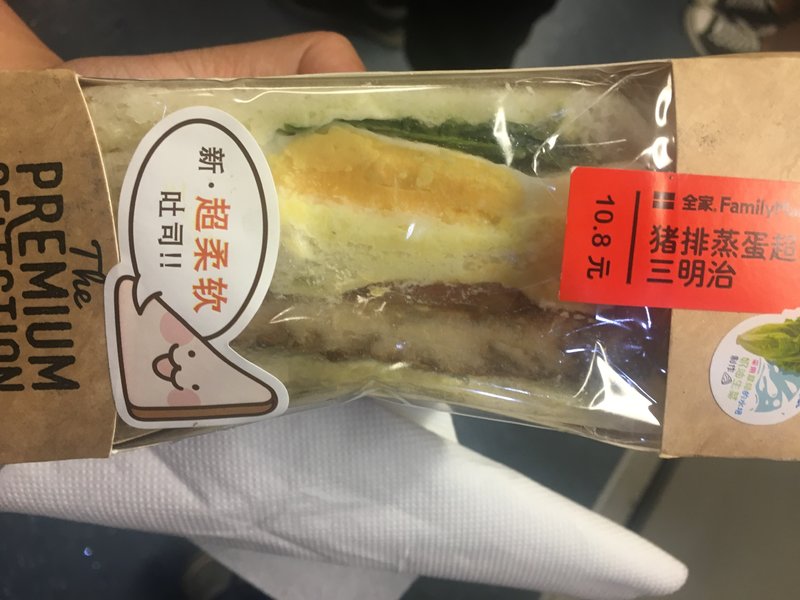 The
PREMIUM
新·超柔软
吐司!!
全家 Family
猪排蒸蛋超
三明治
10.8 元